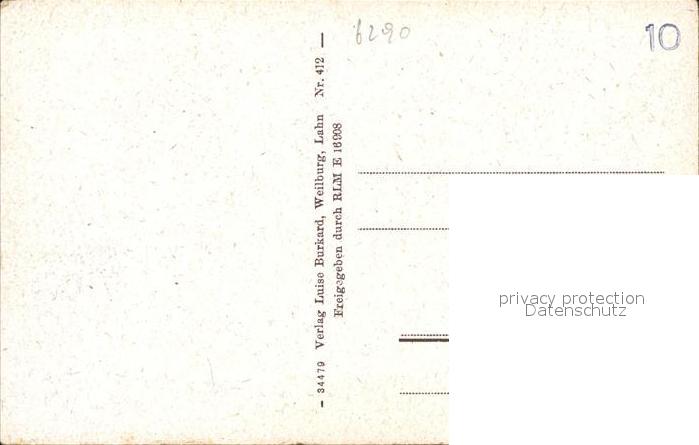 6290
10
34479 Verlag Luise Burkard, Weilburg, Lahn Nr. 412
Freigegeben durch RLM E 16908
privacy protection
Datenschutz